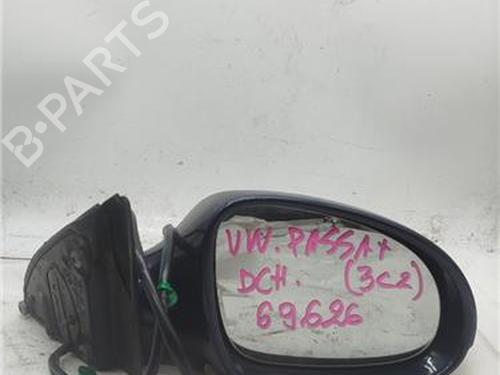 B-PARTS
VW. PASSAT
DCH. (3C2)
69626